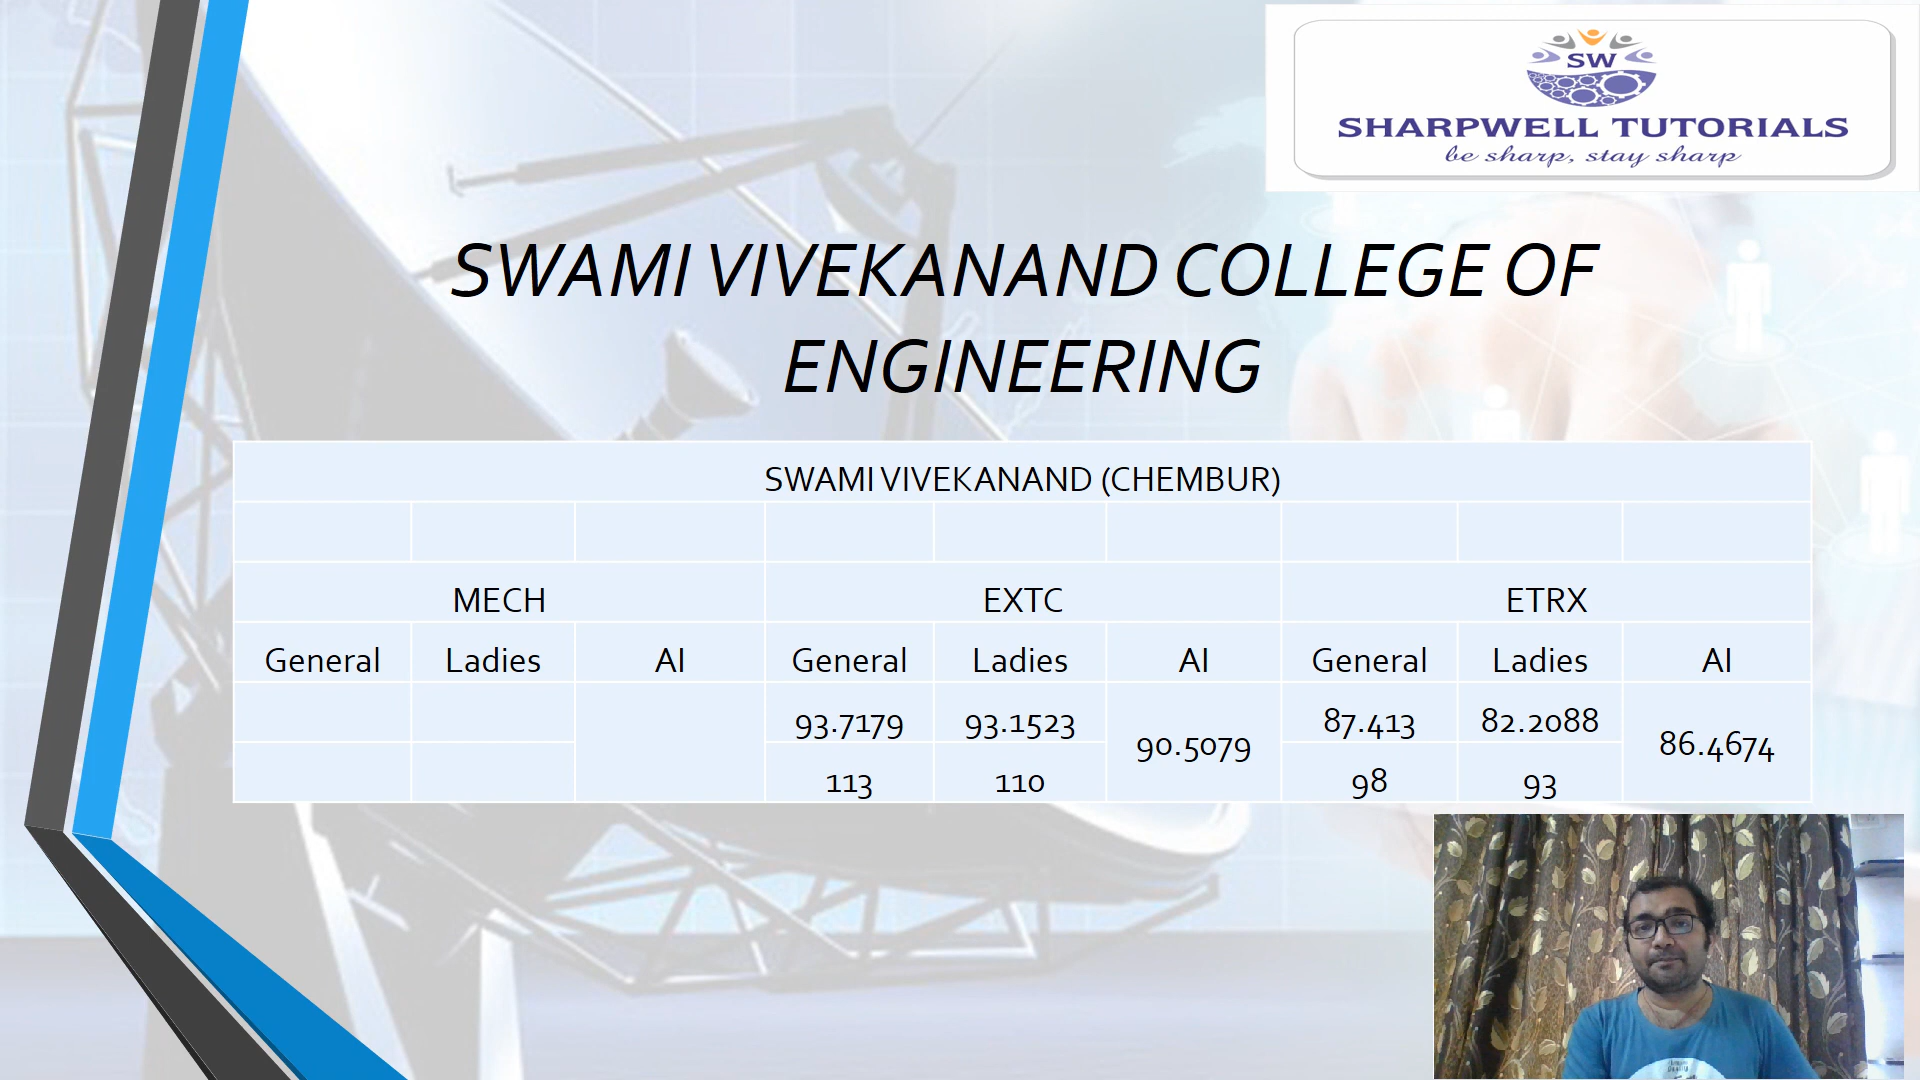 SW
SHARPWELL TUTORIALS
be sharp, stay sharp
SWAMI VIVEKANAND COLLEGE OF
ENGINEERING
SWAMI VIVEKANAND (CHEMBUR)
MECH EXTC ETRX
General Ladies AI General Ladies AI General Ladies AI
93.7179 93.1523 90.5079 87.413 82.2088 86.4674
113 110 98 93